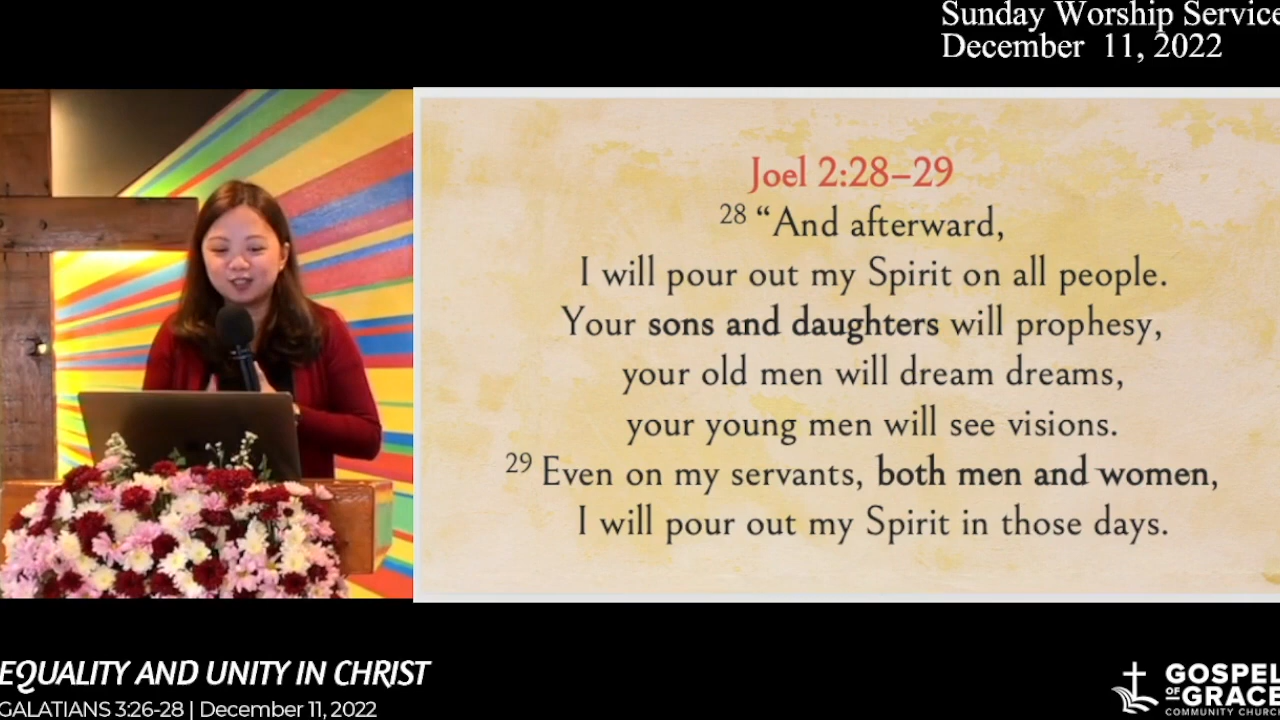 Sunday Worship Service
December 11, 2022
Joel 2:28–29
28 “And afterward,
I will pour out my Spirit on all people.
Your sons and daughters will prophesy,
your old men will dream dreams,
your young men will see visions.
29 Even on my servants, both men and women,
I will pour out my Spirit in those days.
EQUALITY AND UNITY IN CHRIST
GALATIANS 3:26-28 | December 11, 2022
GOSPEL
OF GRACE
COMMUNITY CHURCH